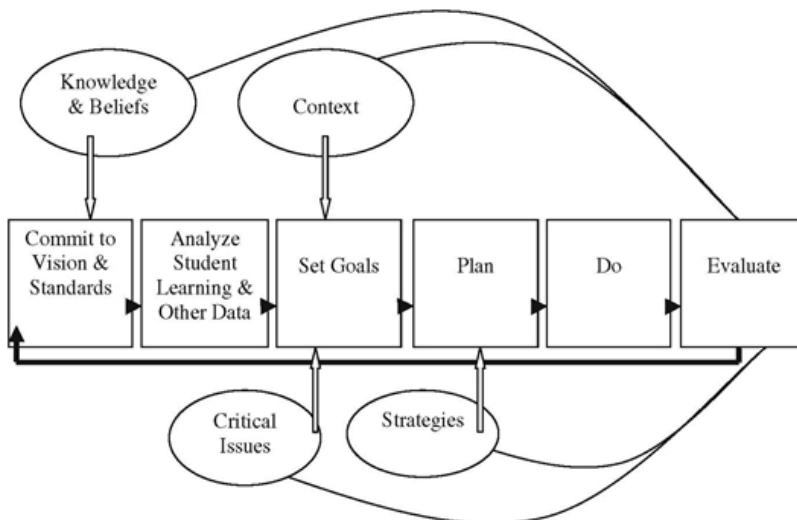 Knowledge
& Beliefs
Context
Commit to
Vision &
Standards
Analyze
Student
Learning &
Other Data
Set Goals
Plan
Do
Evaluate
Critical
Issues
Strategies